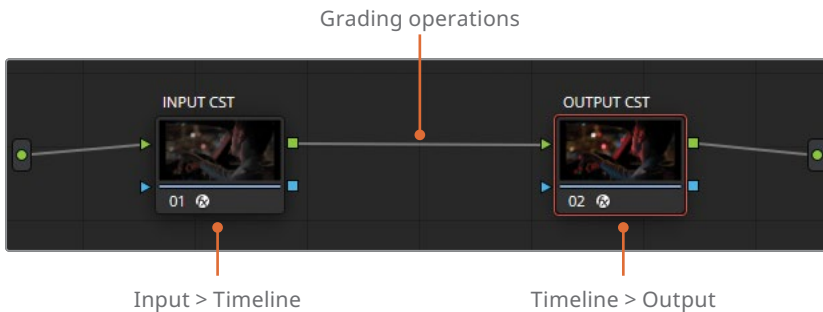 Grading operations
INPUT CST
OUTPUT CST
01
02
Input > Timeline
Timeline > Output